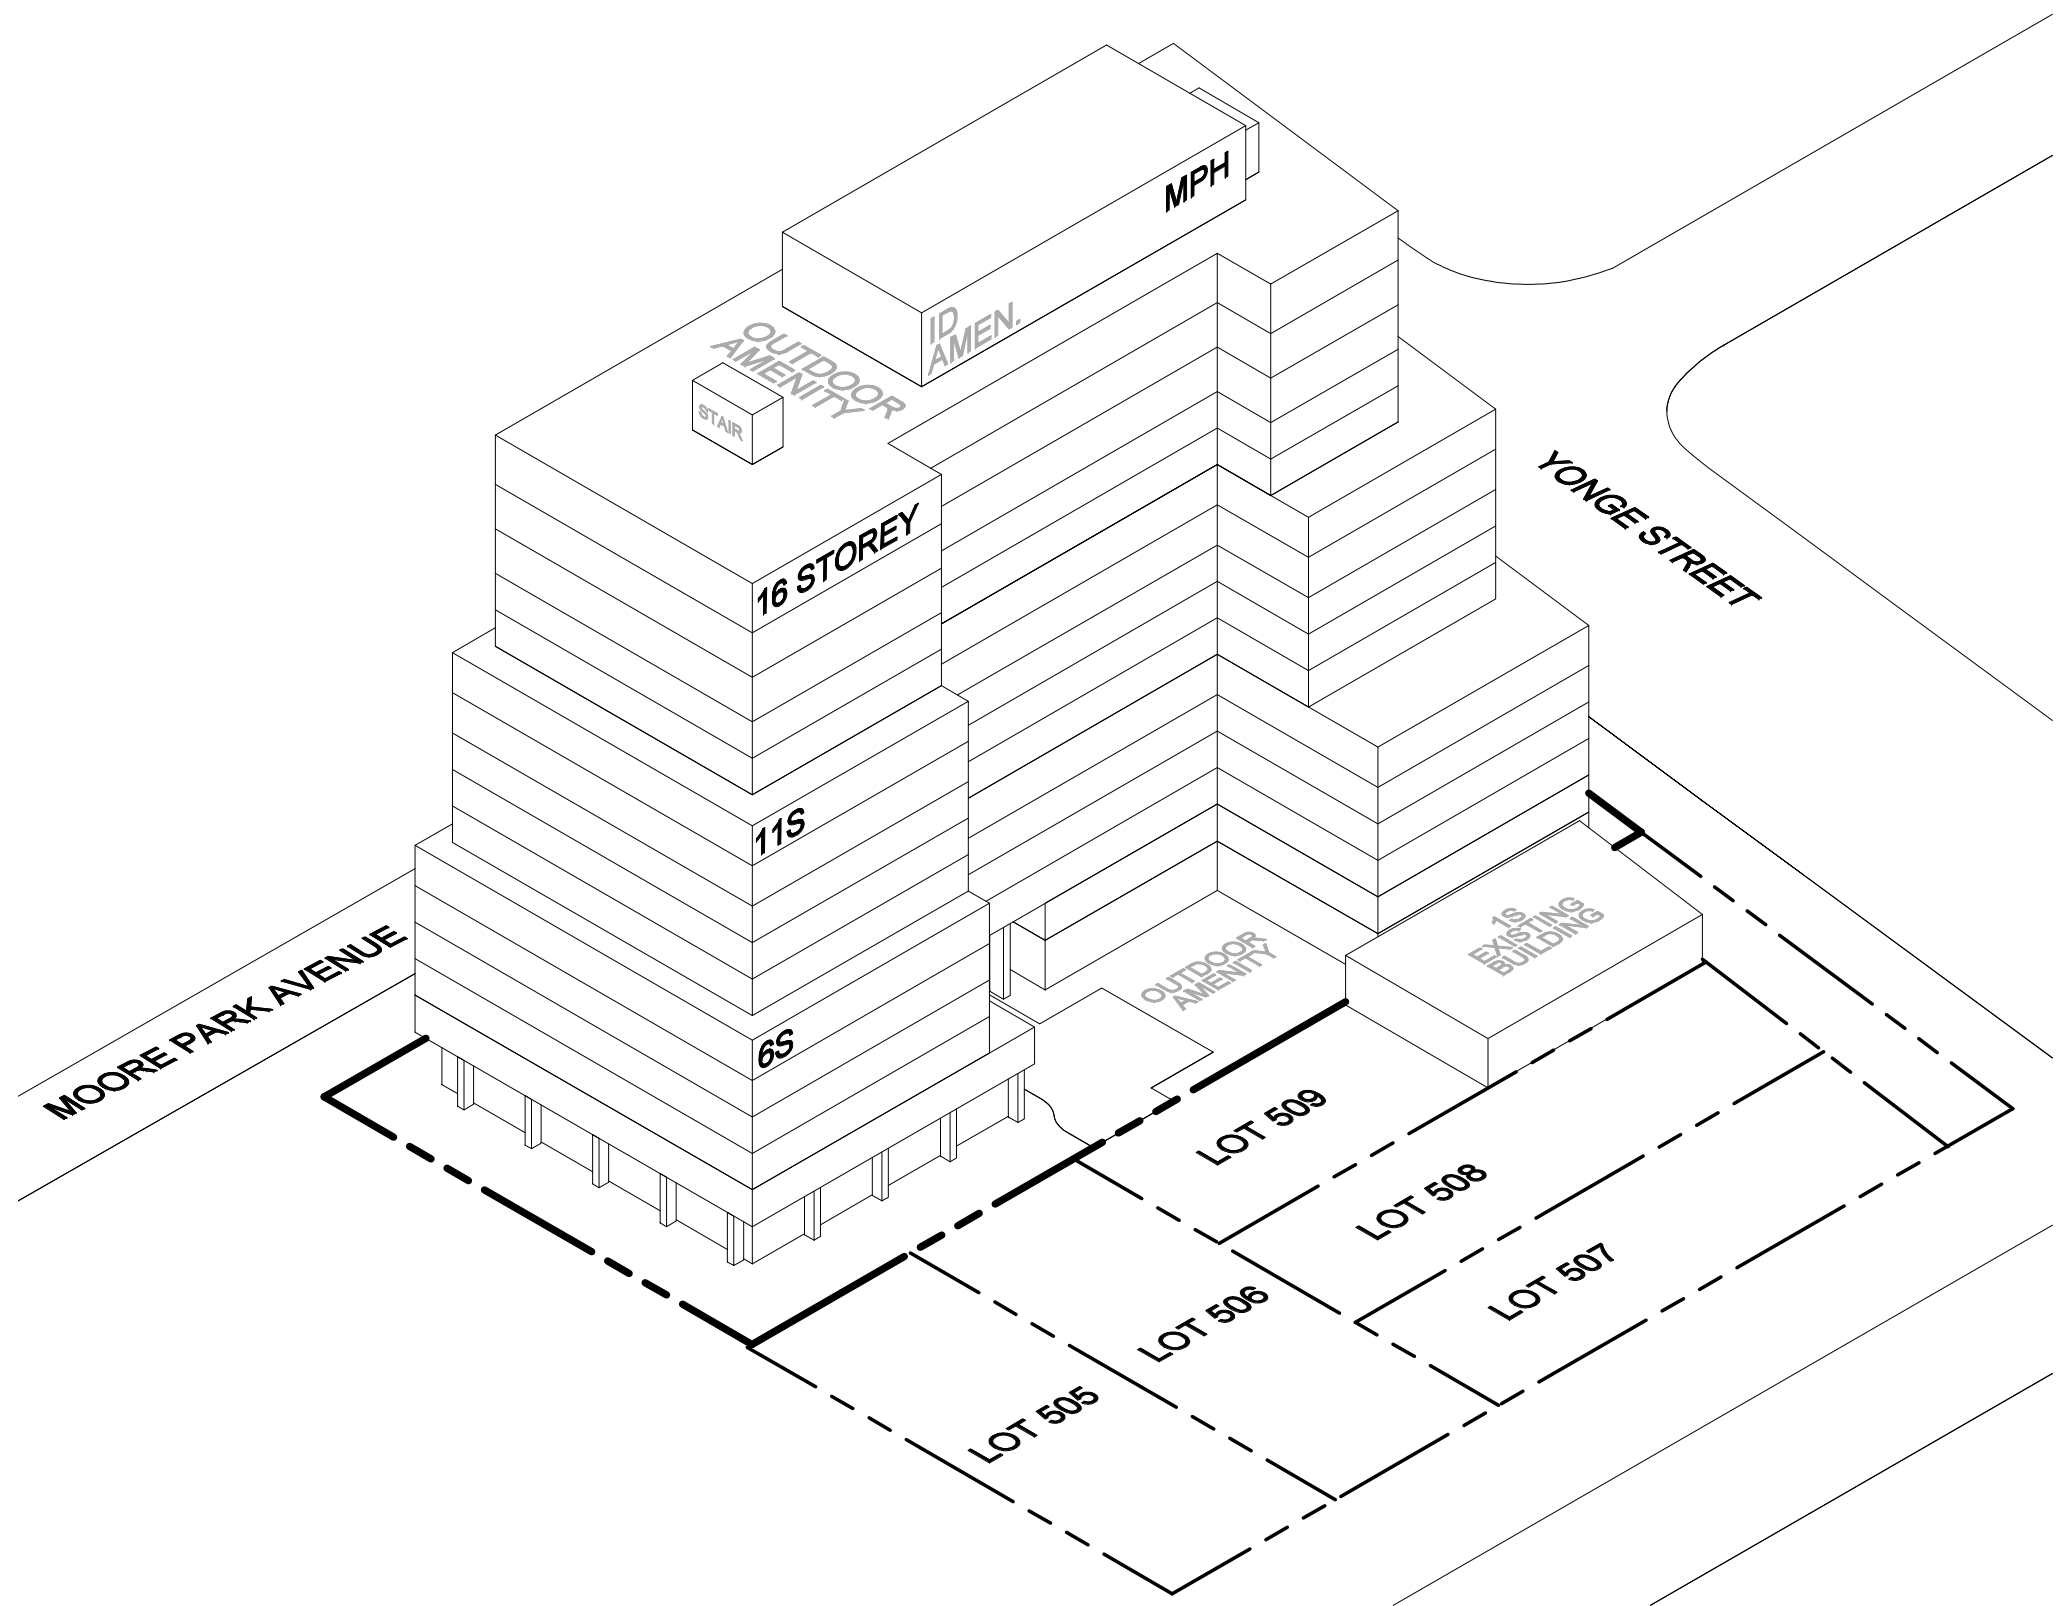 MPH
ID
AMEN.
OUTDOOR
AMENITY
STAIR
16 STOREY
YONGE STREET
11S
1S
EXISTING
BUILDING
MOORE PARK AVENUE
OUTDOOR
AMENITY
6S
LOT 509
LOT 508
LOT 507
LOT 506
LOT 505